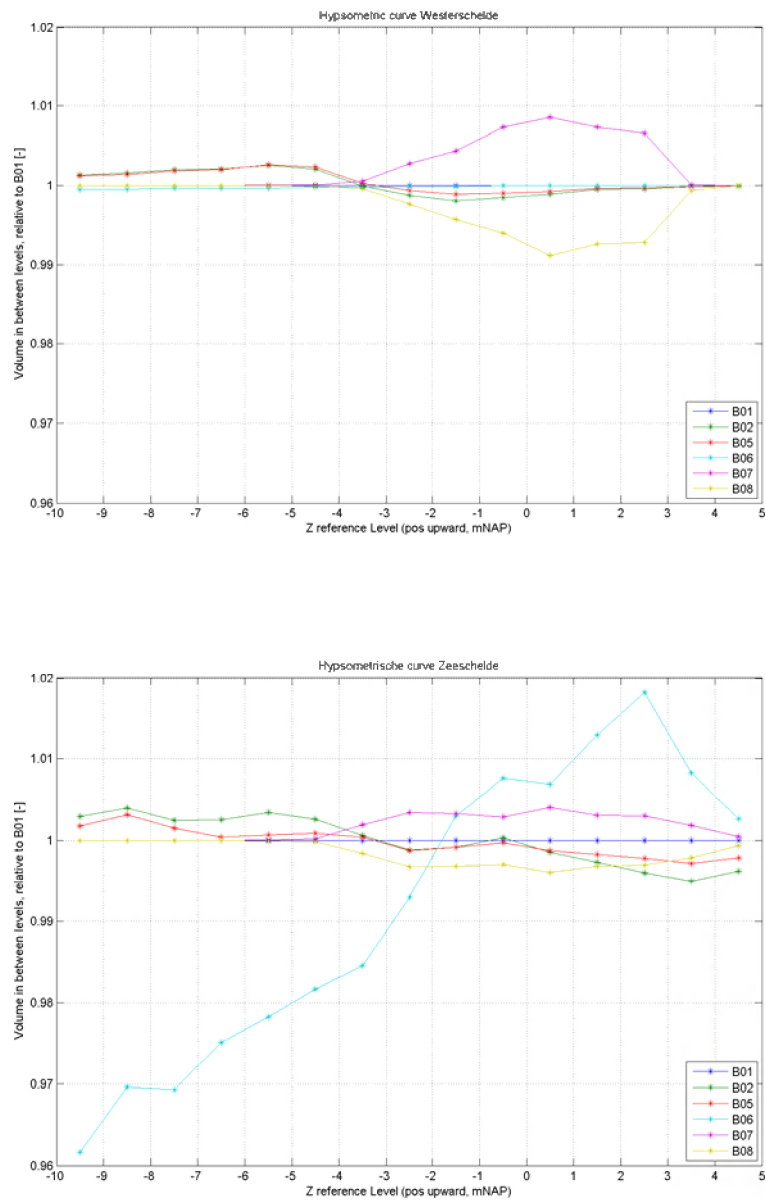 Hypsometric curve Westerschelde
1.02
1.01
1
0.99
0.98
0.97
0.96
Volume in between levels, relative to B01 [-]
B01
B02
B05
B06
B07
B08
-10 -9 -8 -7 -6 -5 -4 -3 -2 -1 0 1 2 3 4 5
Z reference Level (pos upward, mNAP)
Hypsometrische curve Zeeschelde
1.02
1.01
1
0.99
0.98
0.97
0.96
Volume in between levels, relative to B01 [-]
B01
B02
B05
B06
B07
B08
-10 -9 -8 -7 -6 -5 -4 -3 -2 -1 0 1 2 3 4 5
Z reference Level (pos upward, mNAP)